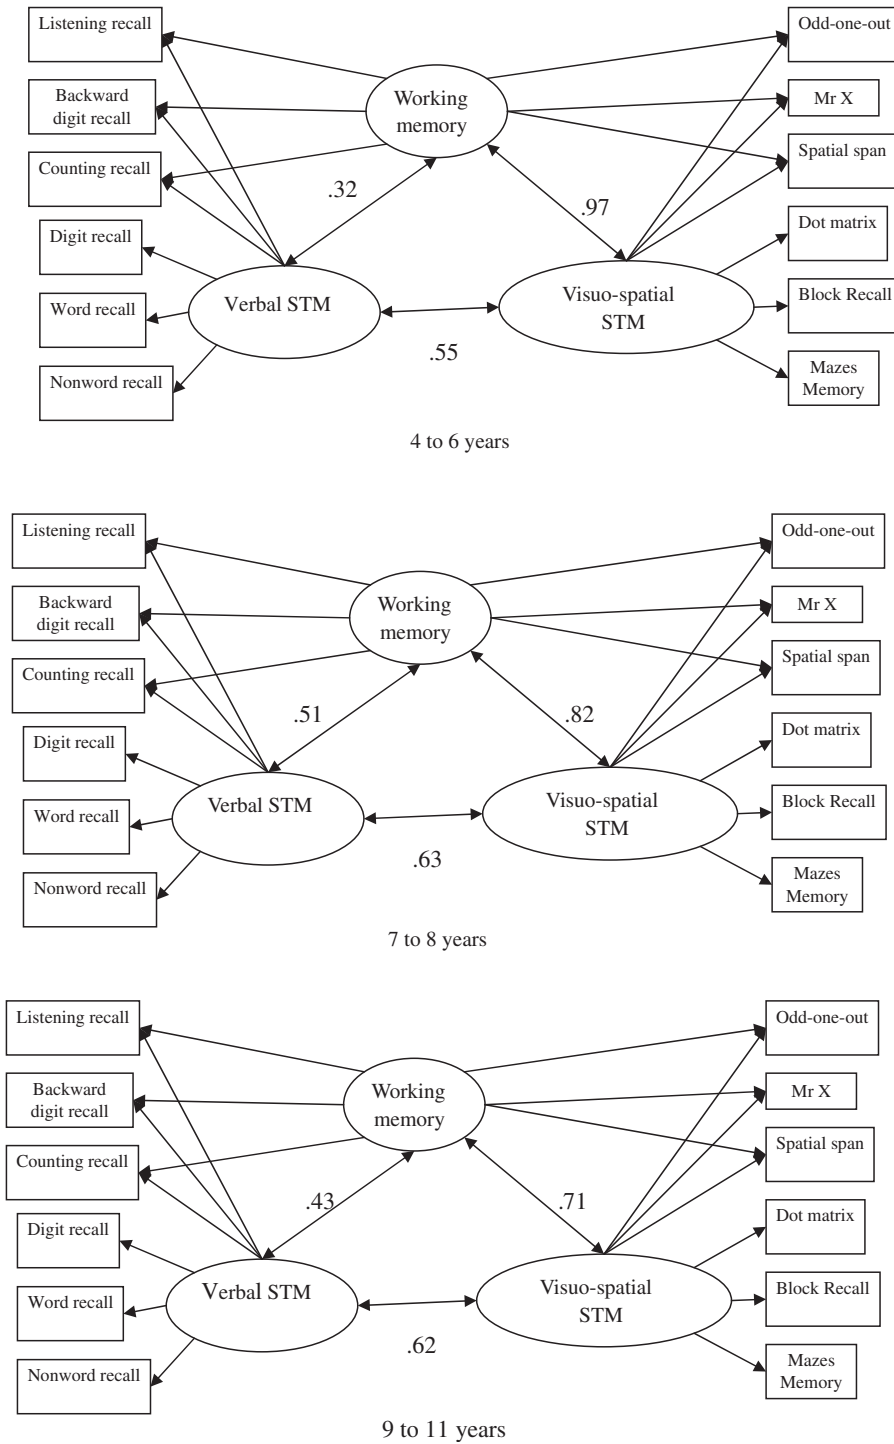 Listening recall
Odd-one-out
Backward
digit recall
Working
memory
Mr X
Counting recall
Spatial span
.32
.97
Digit recall
Dot matrix
Word recall
Verbal STM
Visuo-spatial
STM
Block Recall
.55
Nonword recall
Mazes
Memory
4 to 6 years
Listening recall
Odd-one-out
Backward
digit recall
Working
memory
Mr X
Counting recall
Spatial span
.51
.82
Digit recall
Dot matrix
Word recall
Verbal STM
Visuo-spatial
STM
Block Recall
.63
Nonword recall
Mazes
Memory
7 to 8 years
Listening recall
Odd-one-out
Backward
digit recall
Working
memory
Mr X
Counting recall
Spatial span
.43
.71
Digit recall
Dot matrix
Word recall
Verbal STM
Visuo-spatial
STM
Block Recall
.62
Nonword recall
Mazes
Memory
9 to 11 years